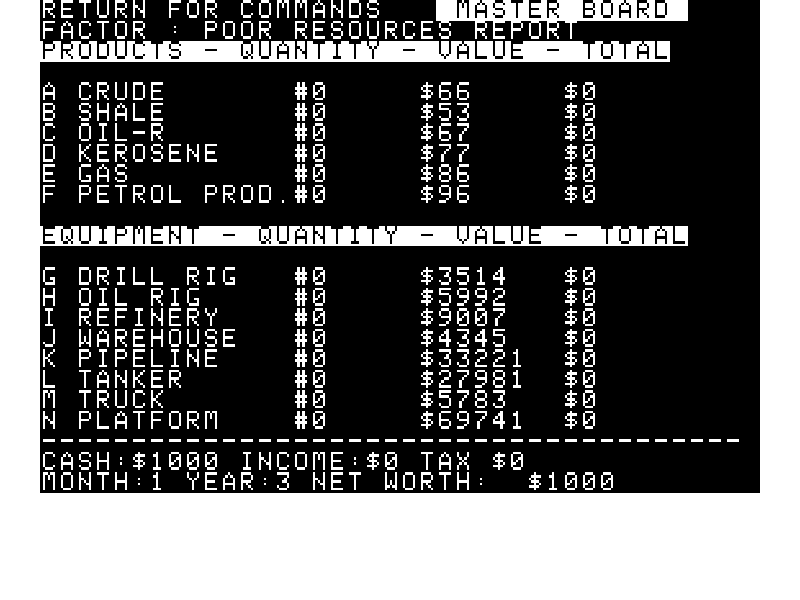 RETURN FOR COMMANDS MASTER BOARD
FACTOR : POOR RESOURCES REPORT
PRODUCTS - QUANTITY - VALUE - TOTAL
A CRUDE #0 $66 $0
B SHALE #0 $53 $0
C OIL-R #0 $67 $0
D KEROSENE #0 $77 $0
E GAS #0 $86 $0
F PETROL PROD. #0 $96 $0
EQUIPMENT - QUANTITY - VALUE - TOTAL
G DRILL RIG #0 $3514 $0
H OIL RIG #0 $5992 $0
I REFINERY #0 $9007 $0
J WAREHOUSE #0 $4345 $0
K PIPELINE #0 $33221 $0
L TANKER #0 $27981 $0
M TRUCK #0 $5783 $0
N PLATFORM #0 $69741 $0
---------------------------------------
CASH:$1000 INCOME:$0 TAX $0
MONTH:1 YEAR:3 NET WORTH: $1000